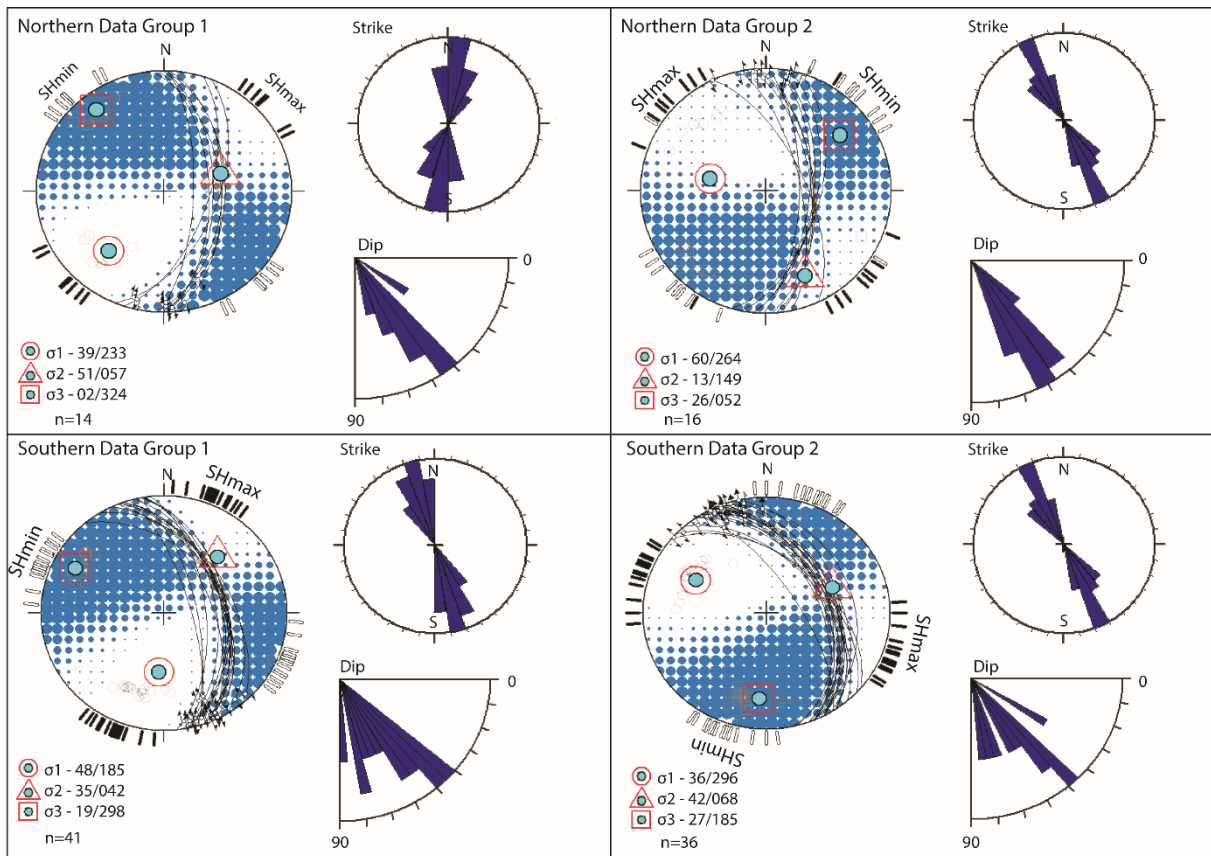 Northern Data Group 1
Strike
N
SHmin
SHmax
N
S
Dip
0
90
σ1 - 39/233
σ2 - 51/057
σ3 - 02/324
n=14
Northern Data Group 2
Strike
N
SHmax
SHmin
N
S
Dip
0
90
σ1 - 60/264
σ2 - 13/149
σ3 - 26/052
n=16
Southern Data Group 1
Strike
N
SHmax
SHmin
N
S
Dip
0
90
σ1 - 48/185
σ2 - 35/042
σ3 - 19/298
n=41
Southern Data Group 2
Strike
N
SHmax
SHmin
N
S
Dip
0
90
σ1 - 36/296
σ2 - 42/068
σ3 - 27/185
n=36